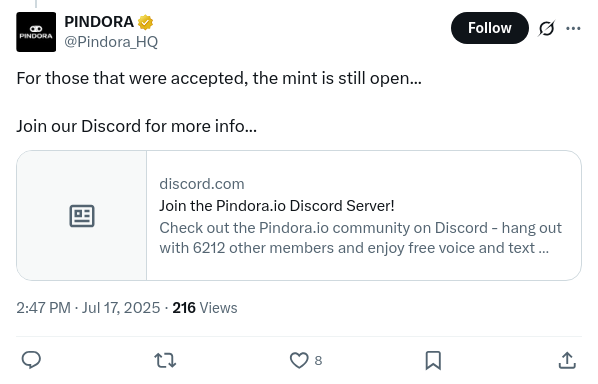 PINDORA
PINDORA
@Pindora_HQ
Follow
For those that were accepted, the mint is still open...
Join our Discord for more info...
discord.com
Join the Pindora.io Discord Server!
Check out the Pindora.io community on Discord - hang out
with 6212 other members and enjoy free voice and text ...
2:47 PM · Jul 17, 2025 · 216 Views
8